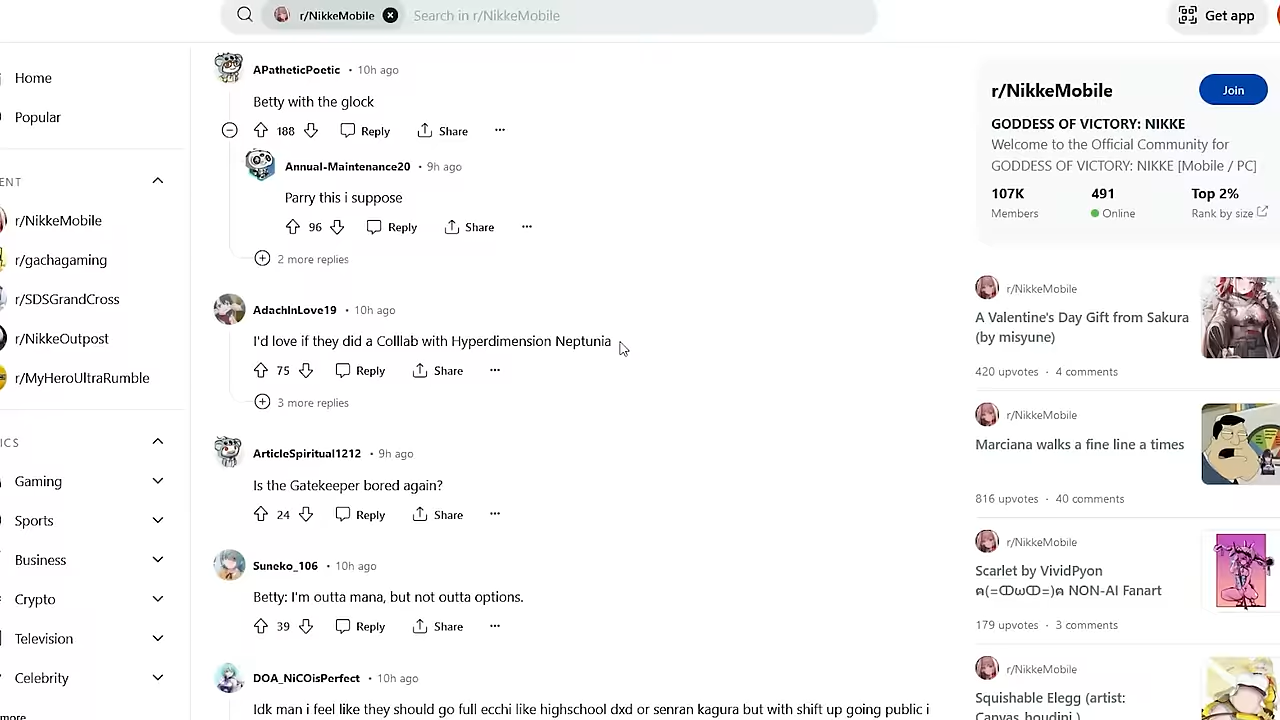 r/NikkeMobile
Search in r/NikkeMobile
Get app
Home
Popular
ENT
r/NikkeMobile
r/gachagaming
r/SDSGrandCross
r/NikkeOutpost
r/MyHeroUltraRumble
ICS
Gaming
Sports
Business
Crypto
Television
Celebrity
more
APatheticPoetic • 10h ago
Betty with the glock
188 Reply Share ...
Annual-Maintenance20 • 9h ago
Parry this i suppose
96 Reply Share ...
2 more replies
AdachInLove19 • 10h ago
I'd love if they did a Colllab with Hyperdimension Neptunia
75 Reply Share ...
3 more replies
ArticleSpiritual1212 • 9h ago
Is the Gatekeeper bored again?
24 Reply Share ...
Suneko_106 • 10h ago
Betty: I'm outta mana, but not outta options.
39 Reply Share ...
DOA_NiCOisPerfect • 10h ago
Idk man i feel like they should go full ecchi like highschool dxd or senran kagura but with shift up going public i
r/NikkeMobile
Join
GODDESS OF VICTORY: NIKKE
Welcome to the Official Community for
GODDESS OF VICTORY: NIKKE [Mobile / PC]
107K 491 Top 2%
Members Online Rank by size
r/NikkeMobile
A Valentine's Day Gift from Sakura
(by misyune)
420 upvotes · 4 comments
r/NikkeMobile
Marciana walks a fine line a times
816 upvotes · 40 comments
r/NikkeMobile
Scarlet by VividPyon
ฅ(=ↀωↀ=)ฅ NON-AI Fanart
179 upvotes · 3 comments
r/NikkeMobile
Squishable Elegg (artist:
Canvas_houdini )